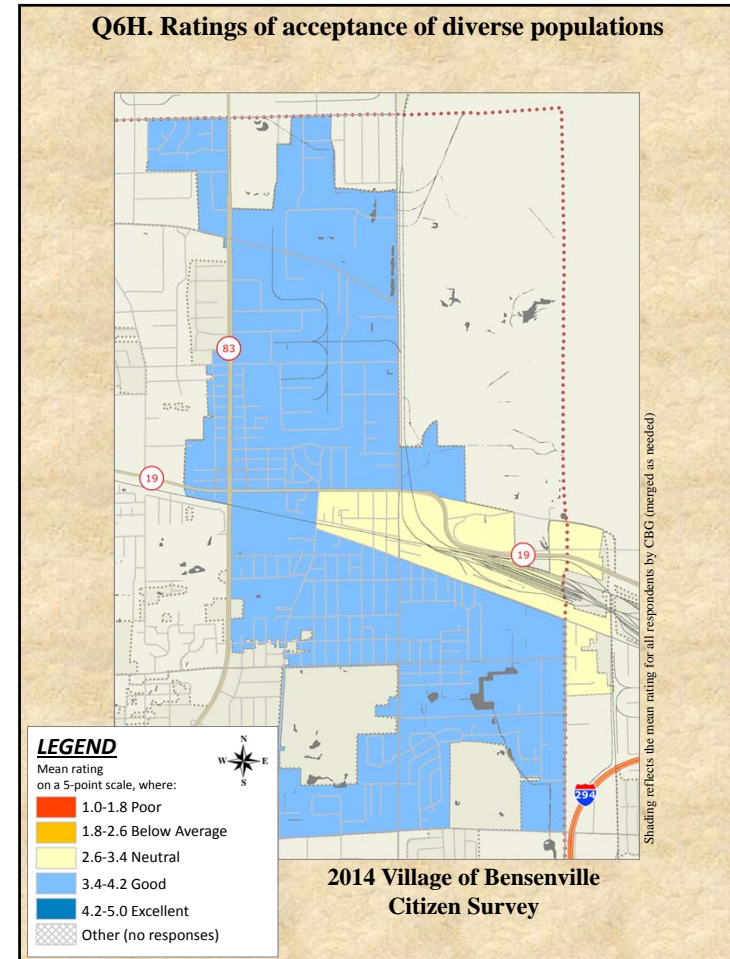 Q6H. Ratings of acceptance of diverse populations
83
19
19
294
Shading reflects the mean rating for all respondents by CBG (merged as needed)
LEGEND
Mean rating
on a 5-point scale, where:
N
W E
S
1.0-1.8 Poor
1.8-2.6 Below Average
2.6-3.4 Neutral
3.4-4.2 Good
4.2-5.0 Excellent
Other (no responses)
2014 Village of Bensenville
Citizen Survey